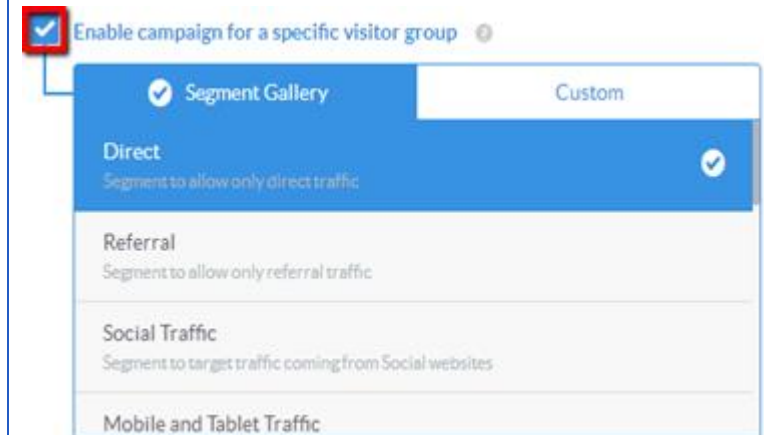 Enable campaign for a specific visitor group
Segment Gallery
Custom
Direct
Segment to allow only direct traffic
Referral
Segment to allow only referral traffic
Social Traffic
Segment to target traffic coming from Social websites
Mobile and Tablet Traffic